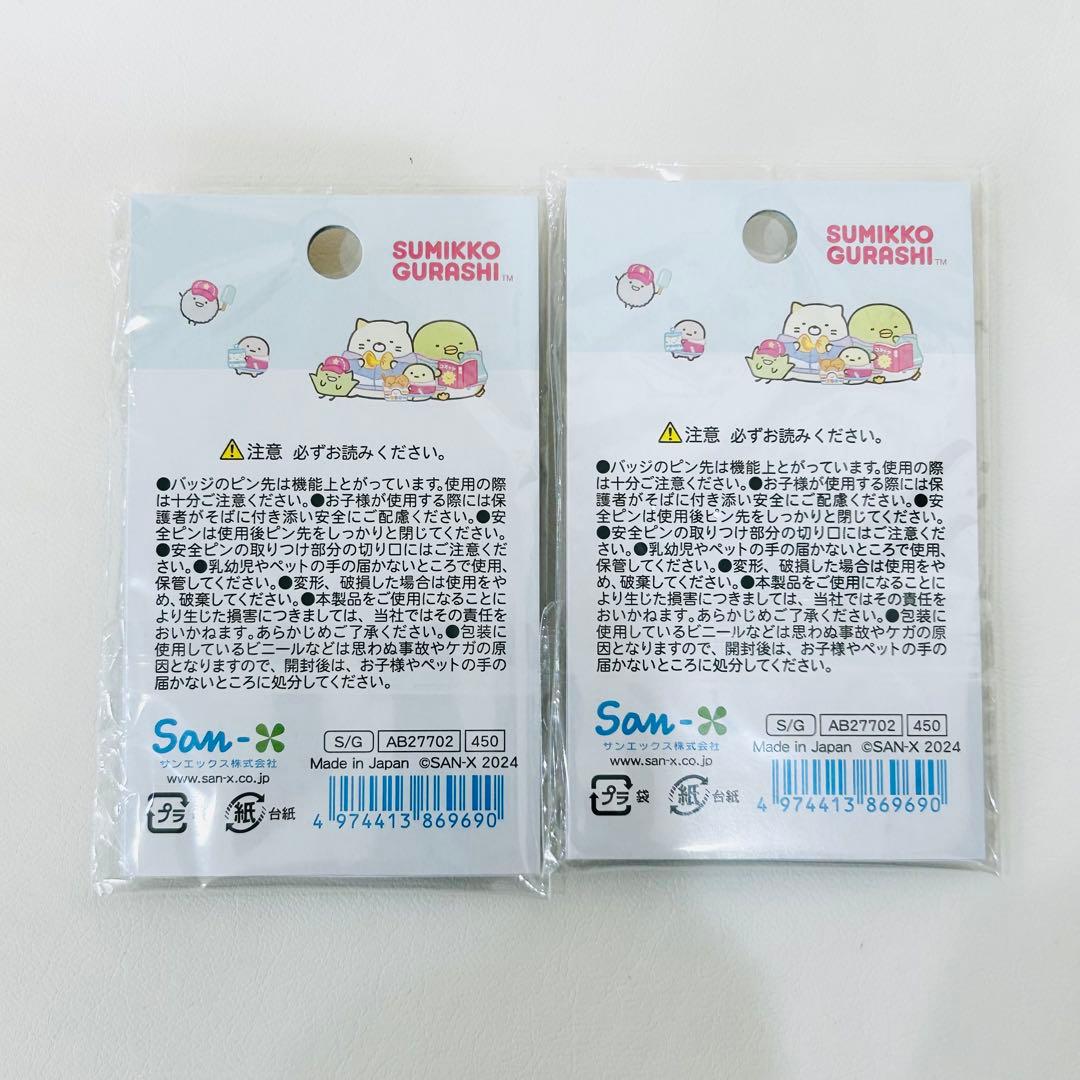 SUMIKKO
GURASHI™
注意 必ずお読みください。
●バッジのピン先は機能上とがっています。使用の際
は十分ご注意ください。●お子様が使用する際には保
護者がそばに付き添い安全にご配慮ください。●安
全ピンは使用後ピン先をしっかりと閉じてください。
●安全ピンの取りつけ部分の切り口にはご注意くだ
さい。●乳幼児やペットの手の届かないところで使用、
保管してください。●変形、破損した場合は使用をや
め、破棄してください。●本製品をご使用になることに
より生じた損害につきましては、当社ではその責任を
おいかねます。あらかじめご了承ください。●包装に
使用しているビニールなどは思わぬ事故やケガの原
因となりますので、開封後は、お子様やペットの手の
届かないところに処分してください。
San-X
サンエックス株式会社
www.san-x.co.jp
S/G AB27702 450
Made in Japan ©SAN-X 2024
プラ 袋 紙 台紙
4 974413 869690
SUMIKKO
GURASHI™
注意 必ずお読みください。
●バッジのピン先は機能上とがっています。使用の際
は十分ご注意ください。●お子様が使用する際には保
護者がそばに付き添い安全にご配慮ください。●安
全ピンは使用後ピン先をしっかりと閉じてください。
●安全ピンの取りつけ部分の切り口にはご注意くだ
さい。●乳幼児やペットの手の届かないところで使用、
保管してください。●変形、破損した場合は使用をや
め、破棄してください。●本製品をご使用になることに
より生じた損害につきましては、当社ではその責任を
おいかねます。あらかじめご了承ください。●包装に
使用しているビニールなどは思わぬ事故やケガの原
因となりますので、開封後は、お子様やペットの手の
届かないところに処分してください。
San-X
サンエックス株式会社
www.san-x.co.jp
S/G AB27702 450
Made in Japan ©SAN-X 2024
プラ 袋 紙 台紙
4 974413 869690